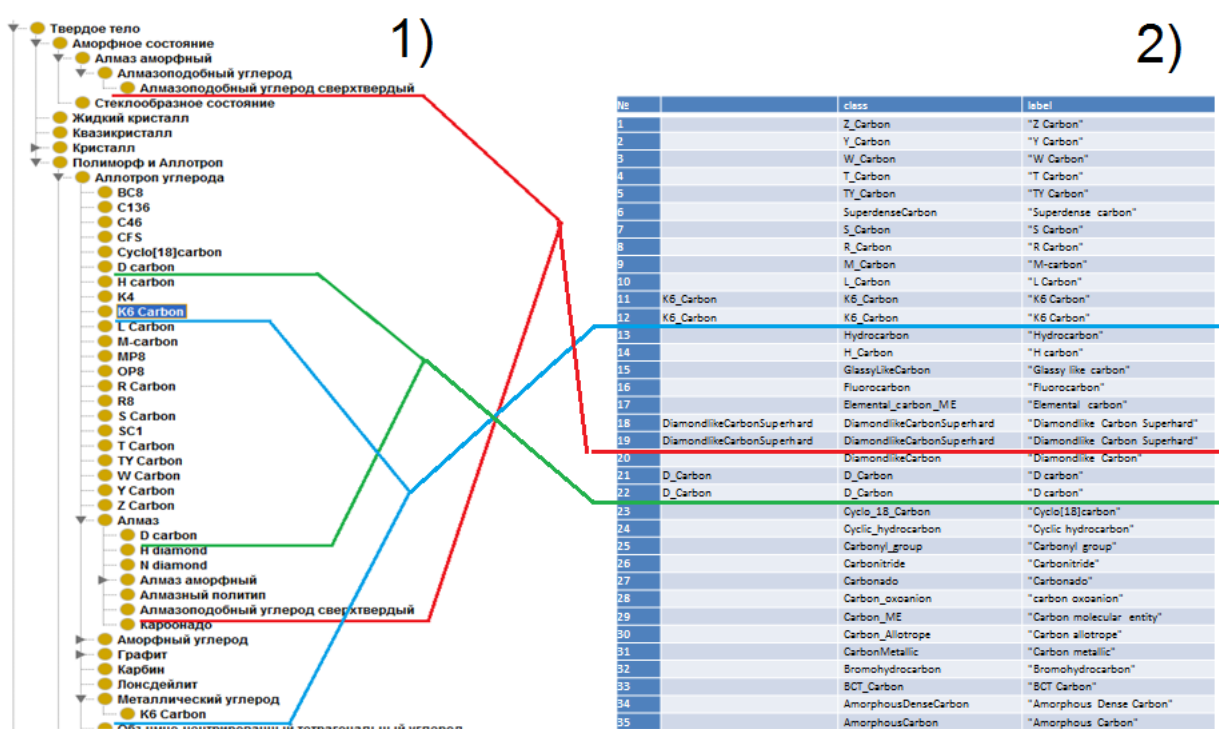 1)
Твердое тело
Аморфное состояние
Алмаз аморфный
Алмазоподобный углерод
Алмазоподобный углерод сверхтвердый
Стеклообразное состояние
Жидкий кристалл
Квазикристалл
Кристалл
Полиморф и Аллотроп
Аллотроп углерода
BC8
C136
C46
CFS
Cyclo[18]carbon
D carbon
H carbon
K4
K6 Carbon
L Carbon
M-carbon
MP8
OP8
R Carbon
R8
S Carbon
SC1
T Carbon
TY Carbon
W Carbon
Y Carbon
Z Carbon
Алмаз
D carbon
H diamond
N diamond
Алмаз аморфный
Алмазный политип
Алмазоподобный углерод сверхтвердый
Карбонадо
Аморфный углерод
Графит
Карбин
Лонсдейлит
Металлический углерод
K6 Carbon
Объемно-центрированный тетрагональный углерод
2)
№ class label
1 Z_Carbon "Z Carbon"
2 Y_Carbon "Y Carbon"
3 W_Carbon "W Carbon"
4 T_Carbon "T Carbon"
5 TY_Carbon "TY Carbon"
6 SuperdenseCarbon "Superdense carbon"
7 S_Carbon "S Carbon"
8 R_Carbon "R Carbon"
9 M_Carbon "M-carbon"
10 L_Carbon "L Carbon"
11 K6_Carbon K6_Carbon "K6 Carbon"
12 K6_Carbon K6_Carbon "K6 Carbon"
13 Hydrocarbon "Hydrocarbon"
14 H_Carbon "H carbon"
15 GlassyLikeCarbon "Glassy like carbon"
16 Fluorocarbon "Fluorocarbon"
17 Elemental_carbon_ME "Elemental carbon"
18 DiamondlikeCarbonSuperhard DiamondlikeCarbonSuperhard "Diamondlike Carbon Superhard"
19 DiamondlikeCarbonSuperhard DiamondlikeCarbonSuperhard "Diamondlike Carbon Superhard"
20 DiamondlikeCarbon "Diamondlike Carbon"
21 D_Carbon D_Carbon "D carbon"
22 D_Carbon D_Carbon "D carbon"
23 Cyclo_18_Carbon "Cyclo[18]carbon"
24 Cyclic_hydrocarbon "Cyclic hydrocarbon"
25 Carbonyl_group "Carbonyl group"
26 Carbonitride "Carbonitride"
27 Carbonado "Carbonado"
28 Carbon_oxoanion "carbon oxoanion"
29 Carbon_ME "Carbon molecular entity"
30 Carbon_Allotrope "Carbon allotrope"
31 CarbonMetallic "Carbon metallic"
32 Bromohydrocarbon "Bromohydrocarbon"
33 BCT_Carbon "BCT Carbon"
34 AmorphousDenseCarbon "Amorphous Dense Carbon"
35 AmorphousCarbon "Amorphous Carbon"